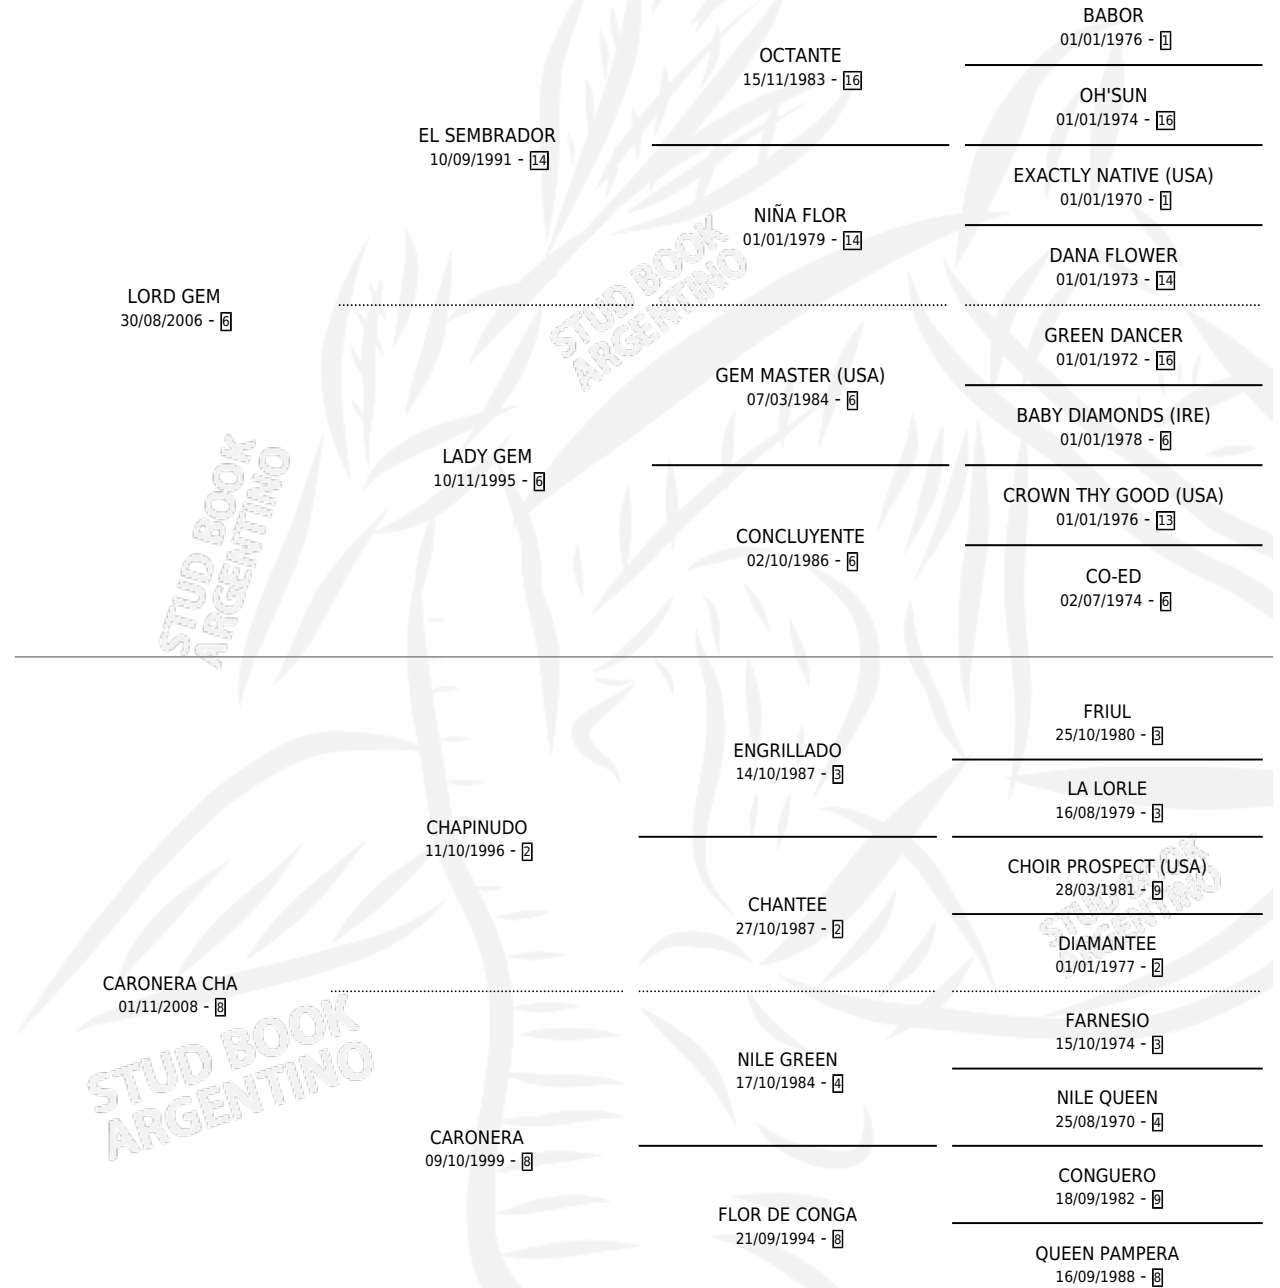 BABOR
01/01/1976 - 1
OCTANTE
15/11/1983 - 16
OH'SUN
01/01/1974 - 16
EL SEMBRADOR
10/09/1991 - 14
EXACTLY NATIVE (USA)
01/01/1970 - 1
NIÑA FLOR
01/01/1979 - 14
DANA FLOWER
01/01/1973 - 14
LORD GEM
30/08/2006 - 6
GREEN DANCER
01/01/1972 - 16
GEM MASTER (USA)
07/03/1984 - 6
BABY DIAMONDS (IRE)
01/01/1978 - 6
LADY GEM
10/11/1995 - 6
CROWN THY GOOD (USA)
01/01/1976 - 13
CONCLUYENTE
02/10/1986 - 6
CO-ED
02/07/1974 - 6
FRIUL
25/10/1980 - 3
ENGRILLADO
14/10/1987 - 3
LA LORLE
16/08/1979 - 3
CHAPINUDO
11/10/1996 - 2
CHOIR PROSPECT (USA)
28/03/1981 - 9
CHANTEE
27/10/1987 - 2
DIAMANTEE
01/01/1977 - 2
CARONERA CHA
01/11/2008 - 8
FARNESIO
15/10/1974 - 3
NILE GREEN
17/10/1984 - 4
NILE QUEEN
25/08/1970 - 4
CARONERA
09/10/1999 - 8
CONGUERO
18/09/1982 - 9
FLOR DE CONGA
21/09/1994 - 8
QUEEN PAMPERA
16/09/1988 - 8
STUD BOOK
ARGENTINO
STUD BOOK
ARGENTINO
STUD BOOK
ARGENTINO
STUD BOOK
ARGENTINO